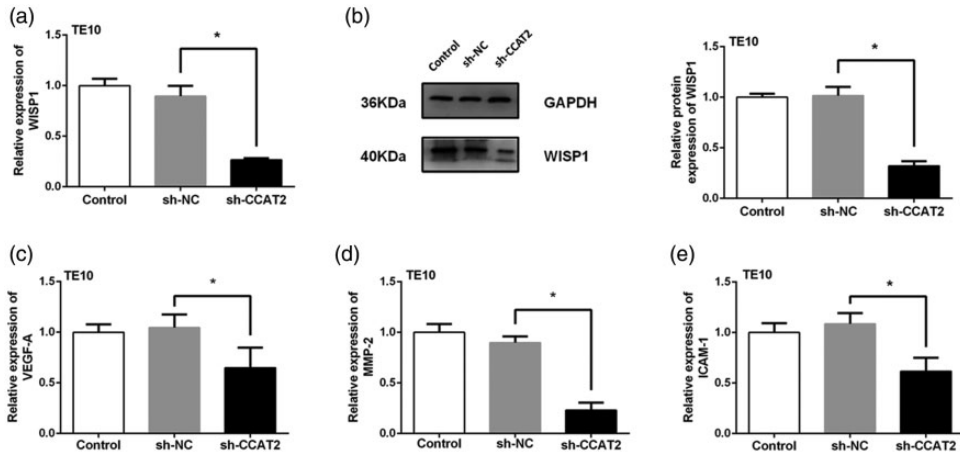 (a)
TE10
Relative expression of
WISP1
1.5
1.0
0.5
0.0
*
Control
sh-NC
sh-CCAT2
(b)
Control
sh-NC
sh-CCAT2
36KDa
GAPDH
40KDa
WISP1
TE10
Relative protein
expression of WISP1
1.5
1.0
0.5
0.0
*
Control
sh-NC
sh-CCAT2
(c)
TE10
Relative expression of
VEGF-A
1.5
1.0
0.5
0.0
*
Control
sh-NC
sh-CCAT2
(d)
TE10
Relative expression of
MMP-2
1.5
1.0
0.5
0.0
*
Control
sh-NC
sh-CCAT2
(e)
TE10
Relative expression of
ICAM-1
1.5
1.0
0.5
0.0
*
Control
sh-NC
sh-CCAT2